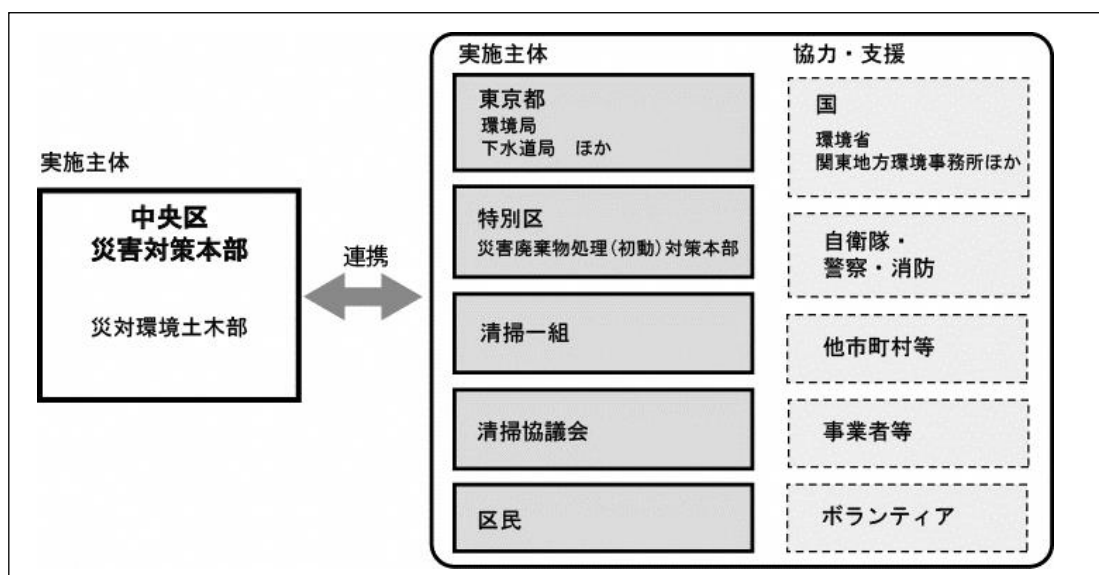 実施主体
中央区
災害対策本部
災対環境土木部
連携
実施主体
東京都
環境局
下水道局 ほか
特別区
災害廃棄物処理(初動)対策本部
清掃一組
清掃協議会
区民
協力・支援
国
環境省
関東地方環境事務所ほか
自衛隊・
警察・消防
他市町村等
事業者等
ボランティア